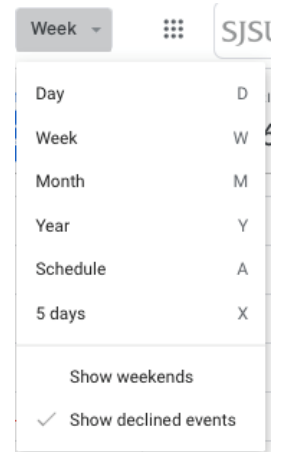 Week
SJSU
Day D
Week W
Month M
Year Y
Schedule A
5 days X
Show weekends
Show declined events